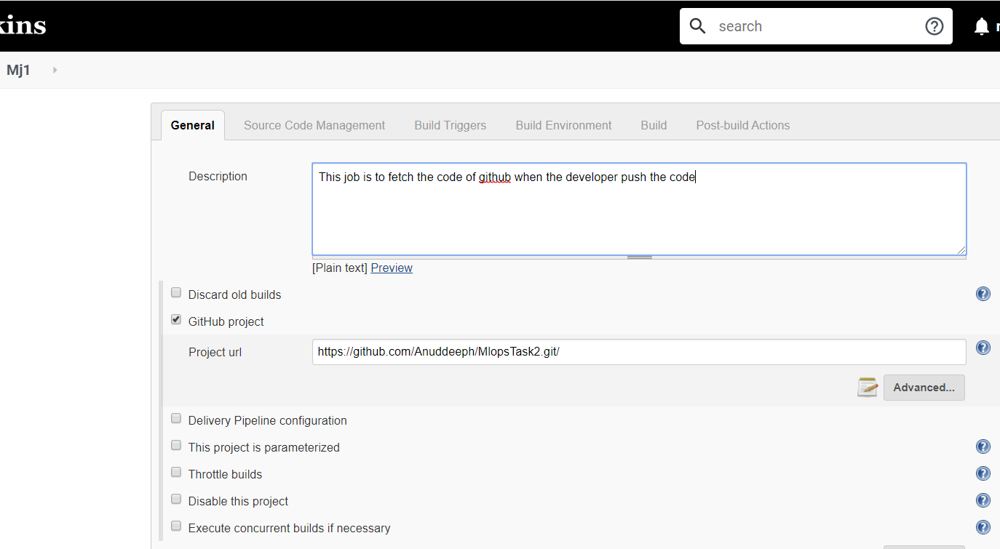 kins
search
Mj1
General Source Code Management Build Triggers Build Environment Build Post-build Actions
Description
This job is to fetch the code of github when the developer push the code
[Plain text] Preview
Discard old builds
GitHub project
Project url
https://github.com/Anuddeeph/MlopsTask2.git/
Advanced...
Delivery Pipeline configuration
This project is parameterized
Throttle builds
Disable this project
Execute concurrent builds if necessary